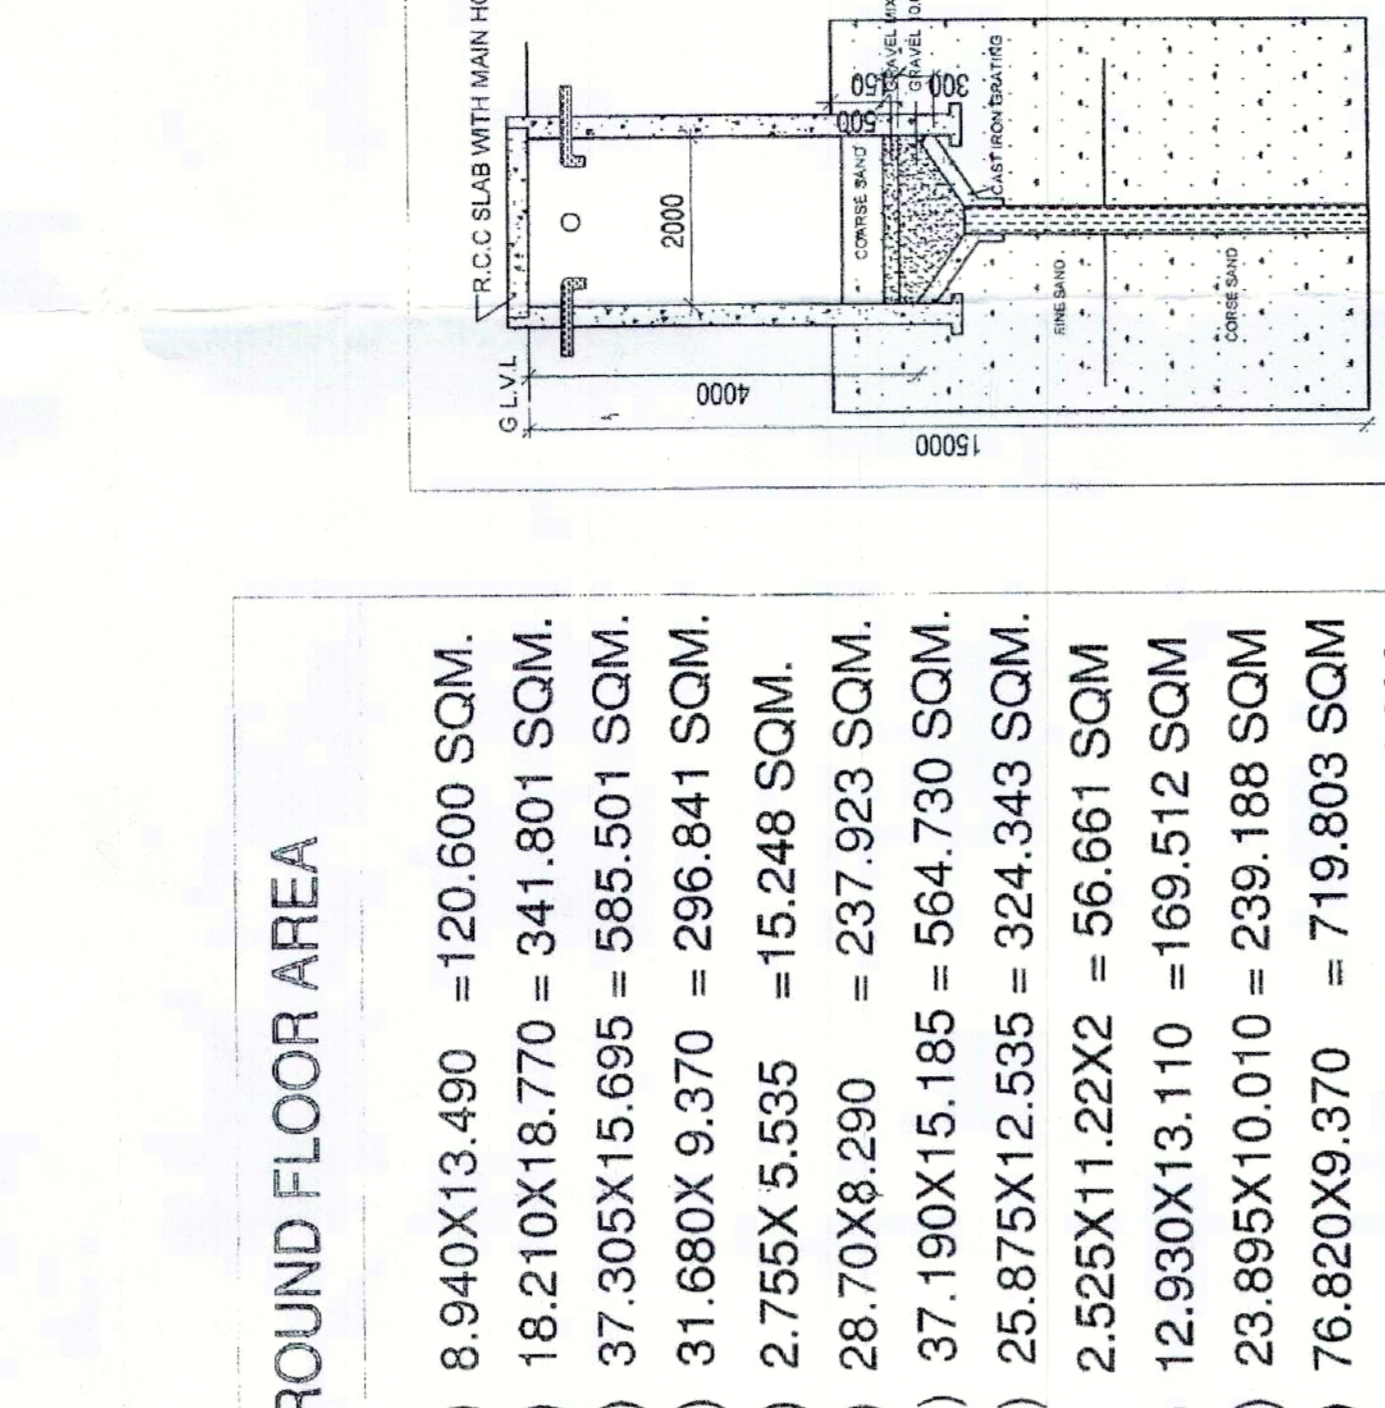 R.C.C SLAB WITH MAIN
G.L.V.L
2000
4000
15000
COARSE SAND
500
50
300
GRAVEL
GRAVEL
CAST IRON GRATING
FINE SAND
CORSE SAND
ROUND FLOOR AREA
) 8.940X13.490 =120.600 SQM.
) 18.210X18.770 = 341.801 SQM.
) 37.305X15.695 = 585.501 SQM.
) 31.680X 9.370 = 296.841 SQM.
) 2.755X 5.535 =15.248 SQM.
) 28.70X8.290 = 237.923 SQM.
) 37.190X15.185 = 564.730 SQM.
) 25.875X12.535 = 324.343 SQM.
2.525X11.22X2 = 56.661 SQM
12.930X13.110 =169.512 SQM
) 23.895X10.010 = 239.188 SQM
) 76.820X9.370 = 719.803 SQM